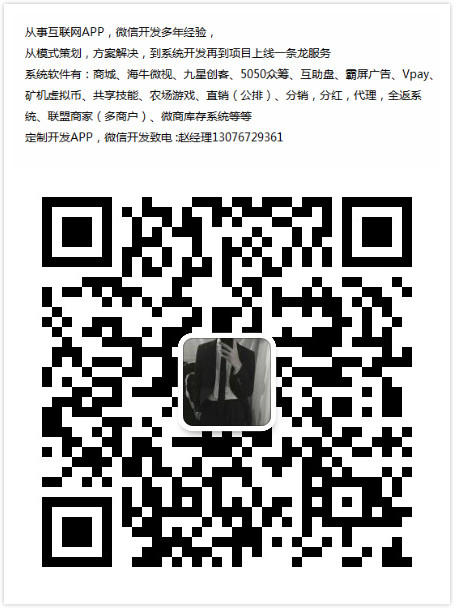 从事互联网APP，微信开发多年经验，
从模式策划，方案解决，到系统开发再到项目上线一条龙服务
系统软件有：商城、海牛微视、九星创客、5050众筹、互助盘、霸屏广告、Vpay、
矿机虚拟币、共享技能、农场游戏、直销（公排）、分销，分红，代理，全返系
统、联盟商家（多商户）、微商库存系统等等
定制开发APP，微信开发致电 :赵经理13076729361